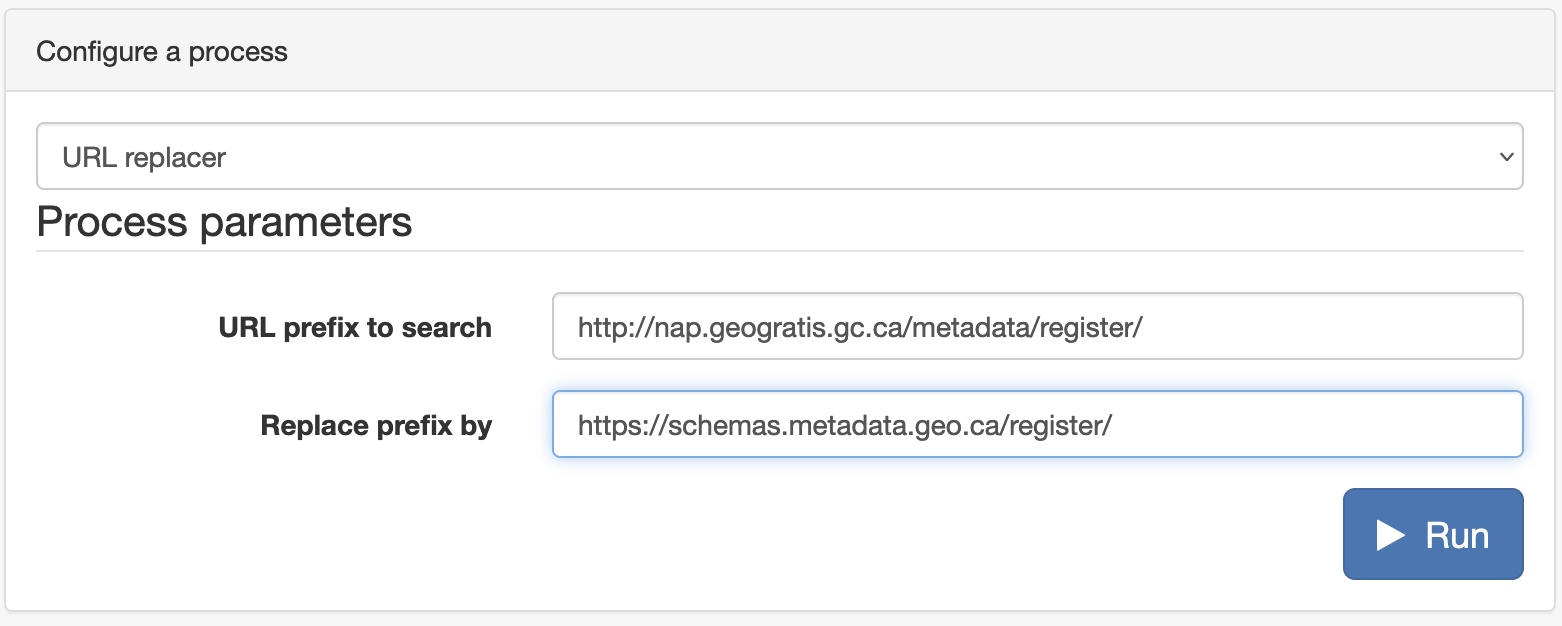 Configure a process
URL replacer
Process parameters
URL prefix to search
http://nap.geogratis.gc.ca/metadata/register/
Replace prefix by
https://schemas.metadata.geo.ca/register/
Run